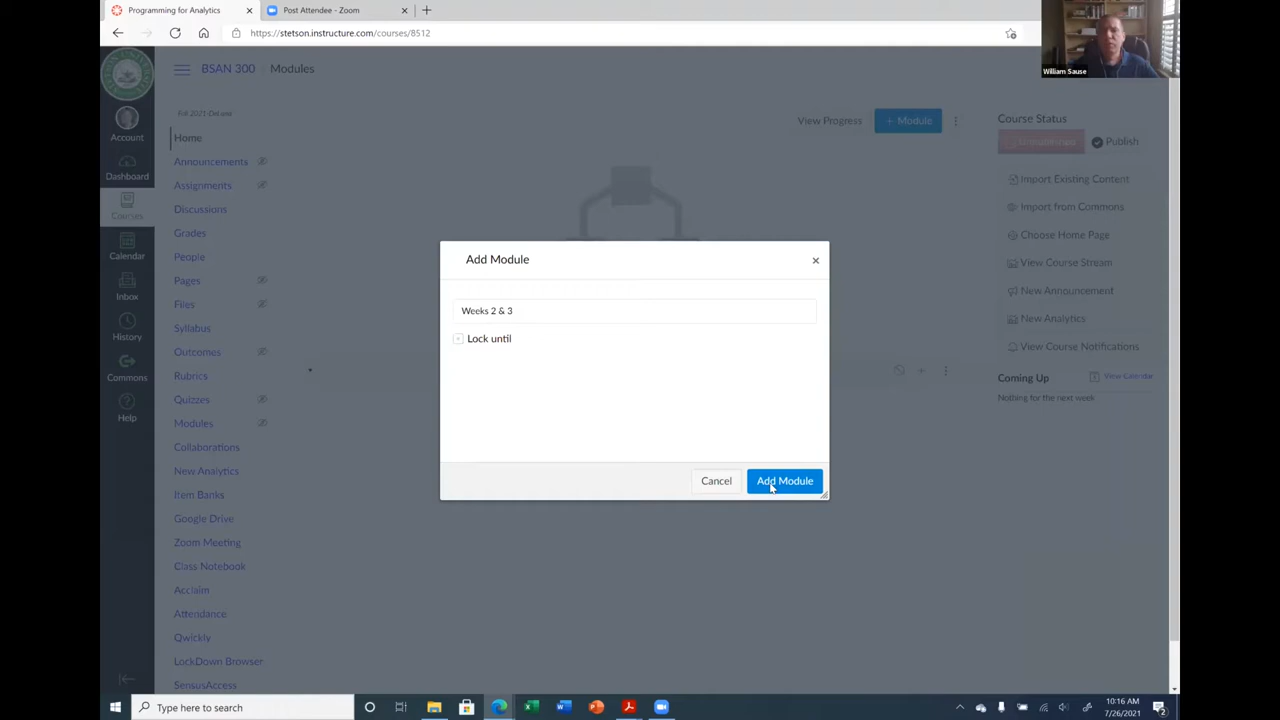 Programming for Analytics
Post Attendee - Zoom
https://stetson.instructure.com/courses/8512
William Sause
BSAN 300
Modules
Account
Dashboard
Courses
Calendar
Inbox
History
Commons
Help
Home
Announcements
Assignments
Discussions
Grades
People
Pages
Files
Syllabus
Outcomes
Rubrics
Quizzes
Modules
Collaborations
New Analytics
Item Banks
Google Drive
Zoom Meeting
Class Notebook
Acclaim
Attendance
Qwickly
LockDown Browser
SensusAccess
View Progress
+ Module
Add Module
Weeks 2 & 3
Lock until
Cancel
Add Module
Course Status
Publish
Import Existing Content
Import from Commons
Choose Home Page
View Course Stream
New Announcement
New Analytics
View Course Notifications
Coming Up
View Calendar
Nothing for the next week
Type here to search
10:16 AM
7/26/2021
2